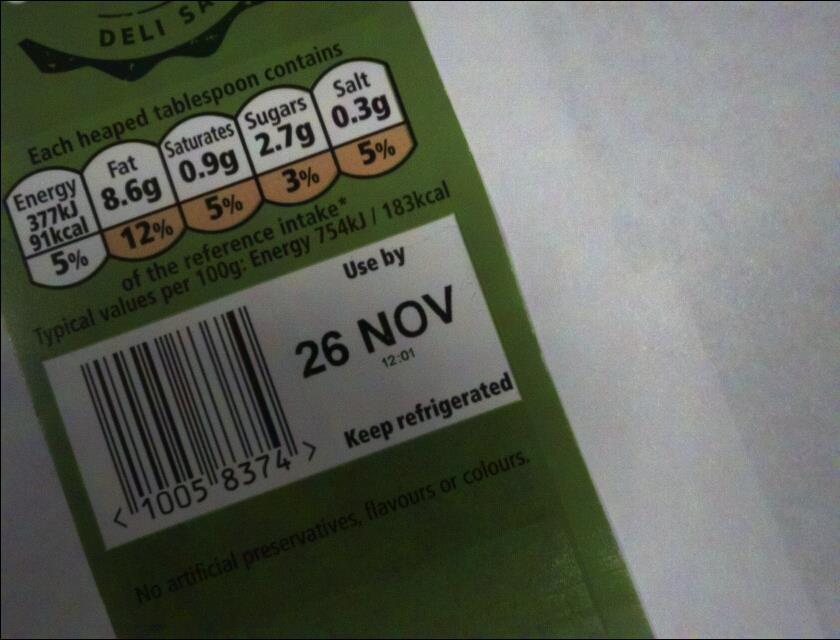 DELI SA
Each heaped tablespoon contains
Energy
377kJ
91kcal
5%
Fat
8.6g
12%
Saturates
0.9g
5%
Sugars
2.7g
3%
Salt
0.3g
5%
of the reference intake*
Typical values per 100g: Energy 754kJ / 183kcal
Use by
26 NOV
12:01
Keep refrigerated
< 1005 8374 >
No artificial preservatives, flavours or colours.